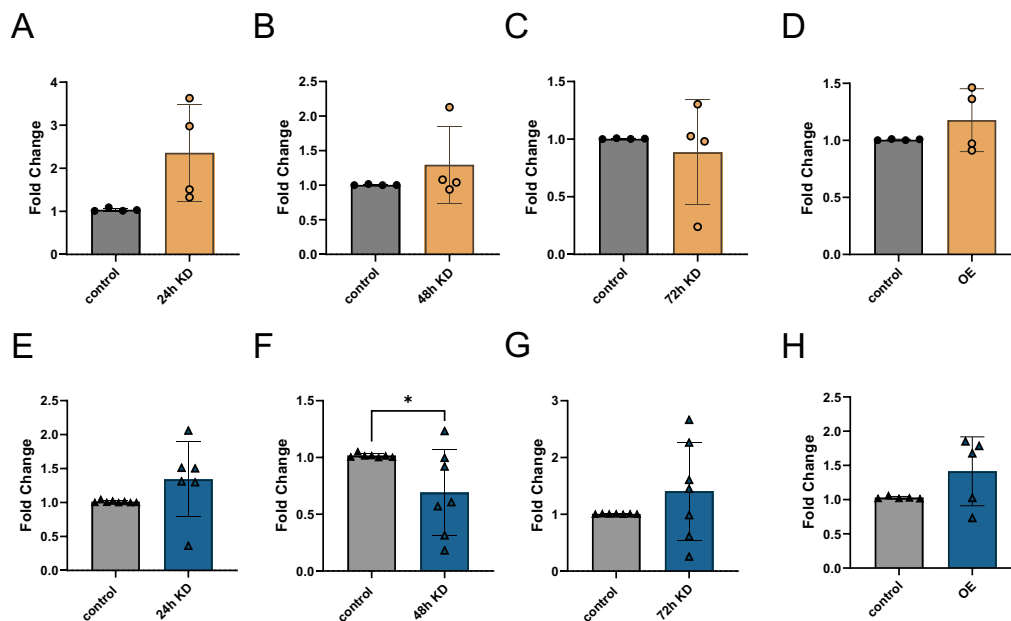 A
B
C
D
Fold Change
4
3
2
1
0
control
24h KD
Fold Change
2.5
2.0
1.5
1.0
0.5
0.0
control
48h KD
Fold Change
1.5
1.0
0.5
0.0
control
72h KD
Fold Change
1.5
1.0
0.5
0.0
control
OE
E
F
G
H
Fold Change
2.5
2.0
1.5
1.0
0.5
0.0
control
24h KD
Fold Change
1.5
1.0
0.5
0.0
*
control
48h KD
Fold Change
3
2
1
0
control
72h KD
Fold Change
2.5
2.0
1.5
1.0
0.5
0.0
control
OE